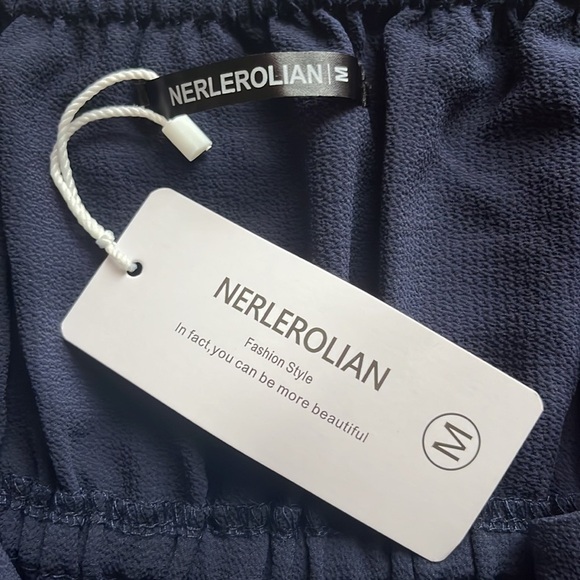 NERLEROLIAN | M
NERLEROLIAN
Fashion Style
In fact,you can be more beautiful
M